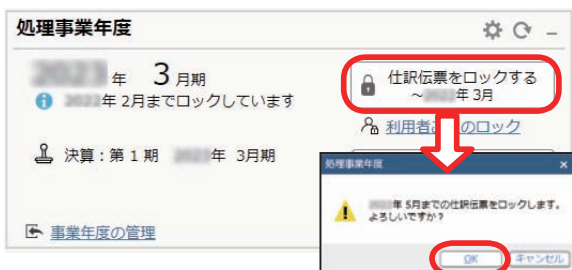 処理事業年度
年 3 月期
年 2月までロックしています
決算：第 1 期 年 3月期
事業年度の管理
仕訳伝票をロックする
～ 年 3月
利用者 のロック
処理事業年度
年 5月までの仕訳伝票をロックします。
よろしいですか？
OK
キャンセル